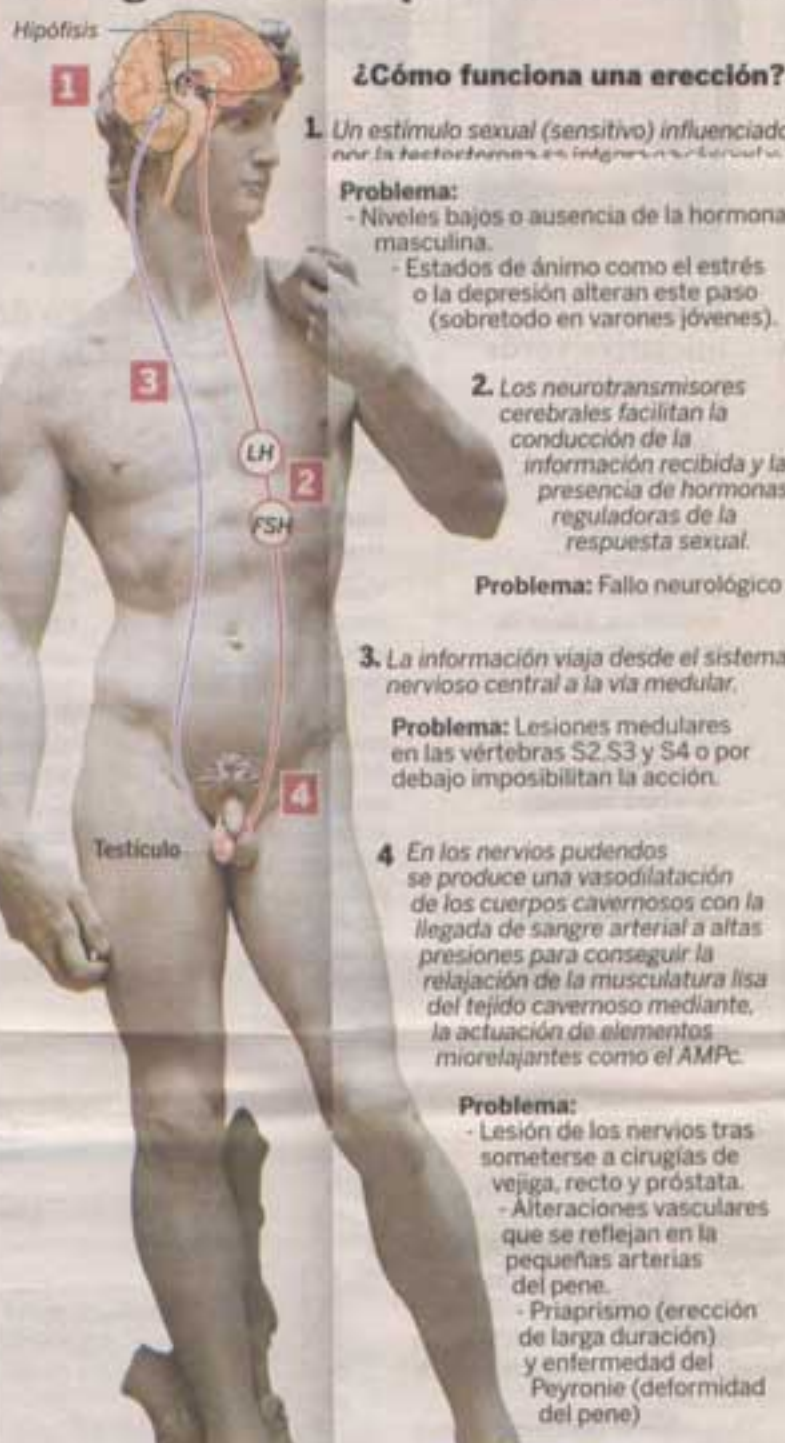 Hipófisis
1
¿Cómo funciona una erección?
1. Un estímulo sexual (sensitivo) influenciado
por la
Problema:
- Niveles bajos o ausencia de la hormona
masculina.
- Estados de ánimo como el estrés
o la depresión alteran este paso
(sobretodo en varones jóvenes).
3
2. Los neurotransmisores
cerebrales facilitan la
conducción de la
información recibida y la
presencia de hormonas
reguladoras de la
respuesta sexual.
LH
2
FSH
Problema: Fallo neurológico
3. La información viaja desde el sistema
nervioso central a la vía medular.
Problema: Lesiones medulares
en las vértebras S2,S3 y S4 o por
debajo imposibilitan la acción.
4
Testículo
4 En los nervios pudendos
se produce una vasodilatación
de los cuerpos cavernosos con la
llegada de sangre arterial a altas
presiones para conseguir la
relajación de la musculatura lisa
del tejido cavernoso mediante,
la actuación de elementos
miorelajantes como el AMPc.
Problema:
- Lesión de los nervios tras
someterse a cirugías de
vejiga, recto y próstata.
- Alteraciones vasculares
que se reflejan en la
pequeñas arterias
del pene.
- Priaprismo (erección
de larga duración)
y enfermedad del
Peyronie (deformidad
del pene)